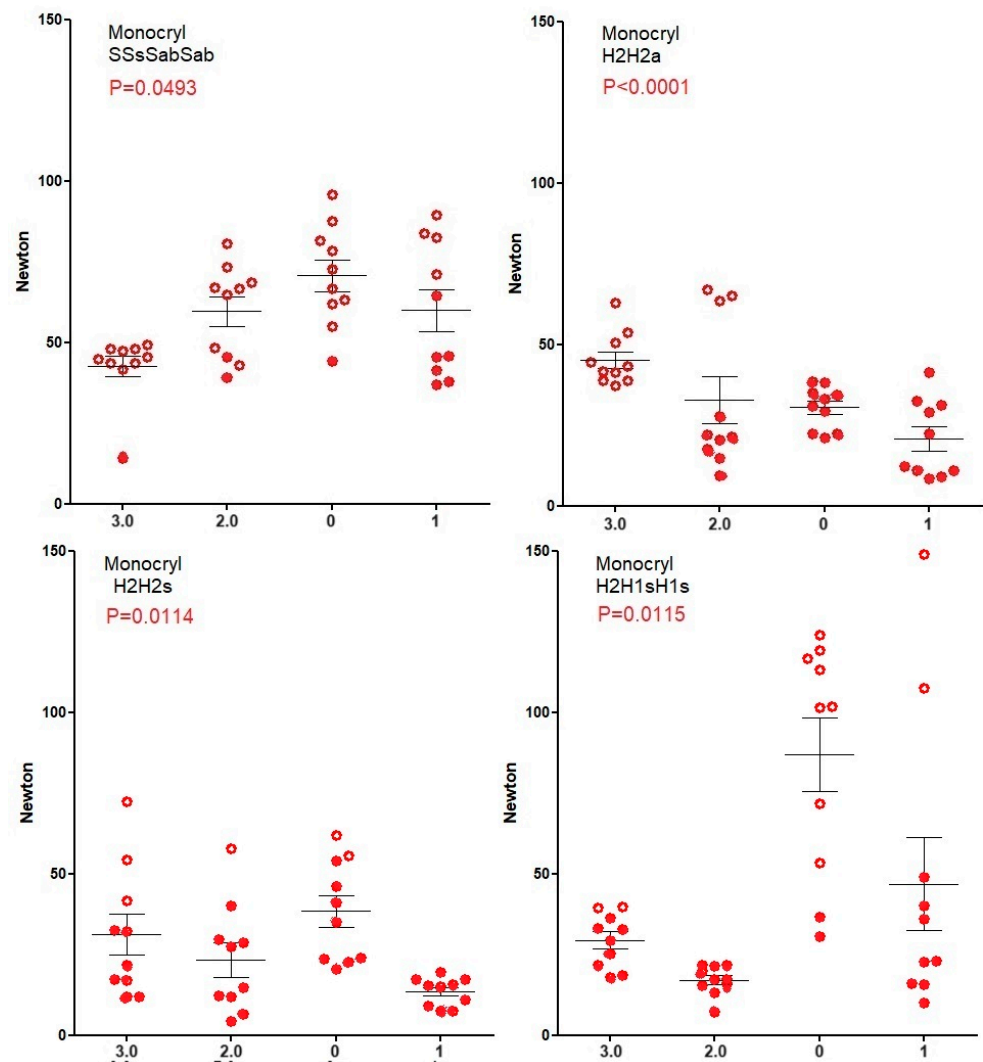 150
Monocryl
SSsSabSab
P=0.0493
100
Newton
50
0
3.0 2.0 0 1
150
Monocryl
H2H2a
P<0.0001
100
Newton
50
0
3.0 2.0 0 1
150
Monocryl
H2H2s
P=0.0114
100
Newton
50
0
3.0 2.0 0 1
150
Monocryl
H2H1sH1s
P=0.0115
100
Newton
50
0
3.0 2.0 0 1